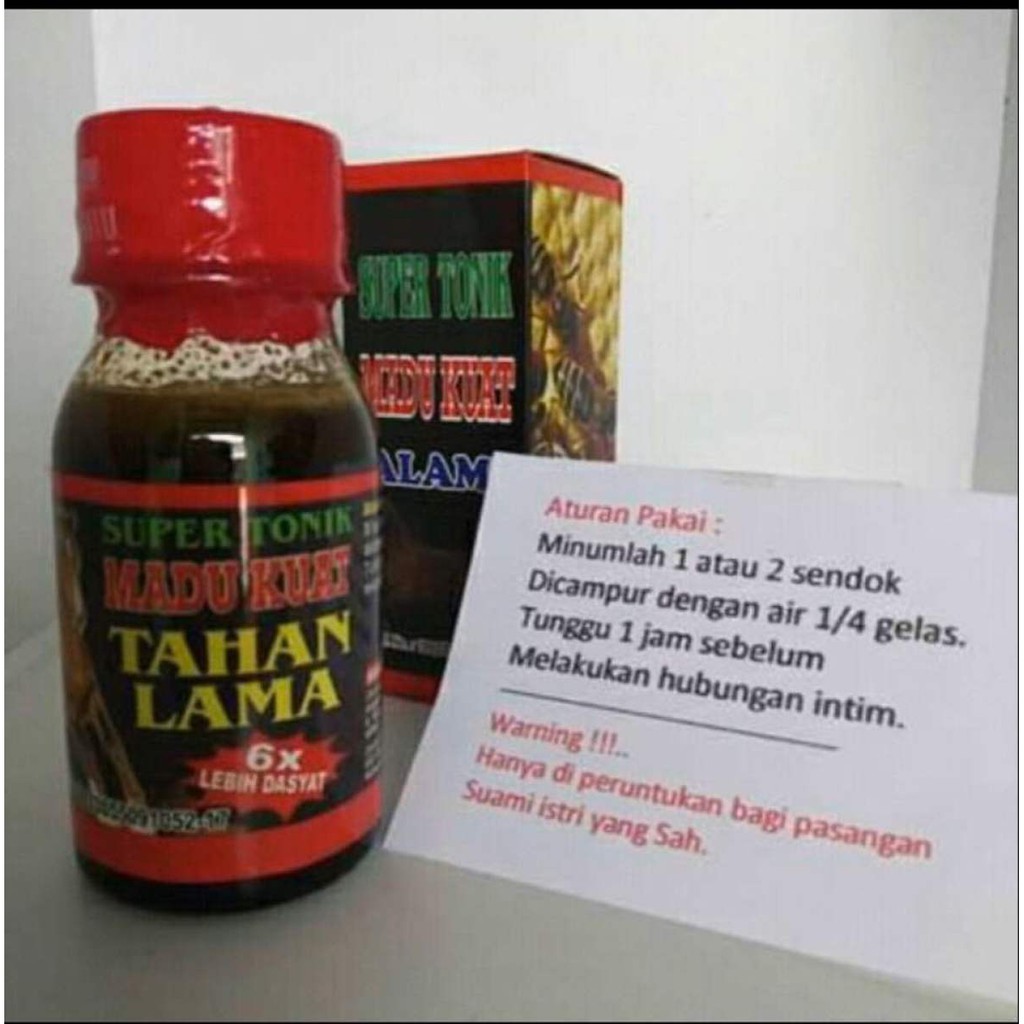 SUPER TONIK
MADU KUAT
TAHAN
LAMA
6x
LEBIH DASYAT
SUPER TONIK
MADU KUAT
ALAM
Aturan Pakai :
Minumlah 1 atau 2 sendok
Dicampur dengan air 1/4 gelas.
Tunggu 1 jam sebelum
Melakukan hubungan intim.
Warning !!!..
Hanya di peruntukan bagi pasangan
Suami istri yang Sah.